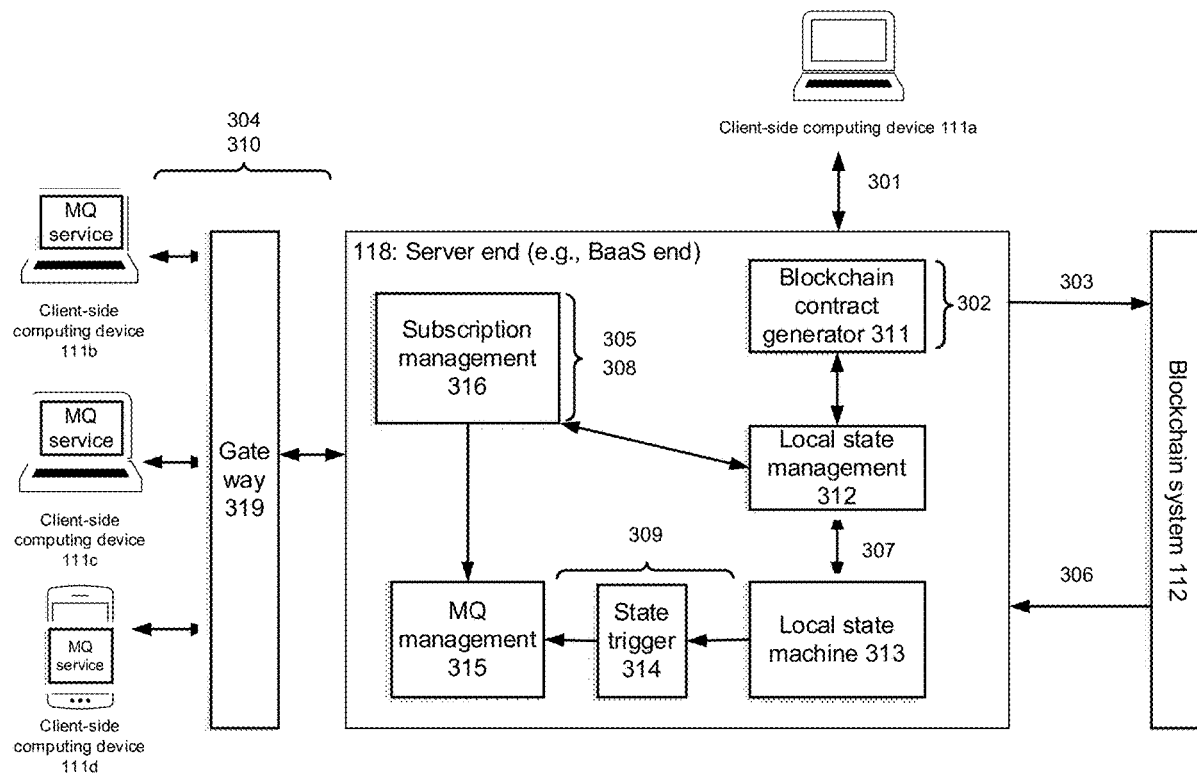 Client-side computing device 111a
301
304
310
MQ
service
Client-side
computing device
111b
MQ
service
Client-side
computing device
111c
MQ
service
Client-side
computing device
111d
Gate
way
319
118: Server end (e.g., BaaS end)
Subscription
management
316
305
308
Blockchain
contract
generator 311
302
Local state
management
312
307
309
MQ
management
315
State
trigger
314
Local state
machine 313
303
306
Blockchain system 112